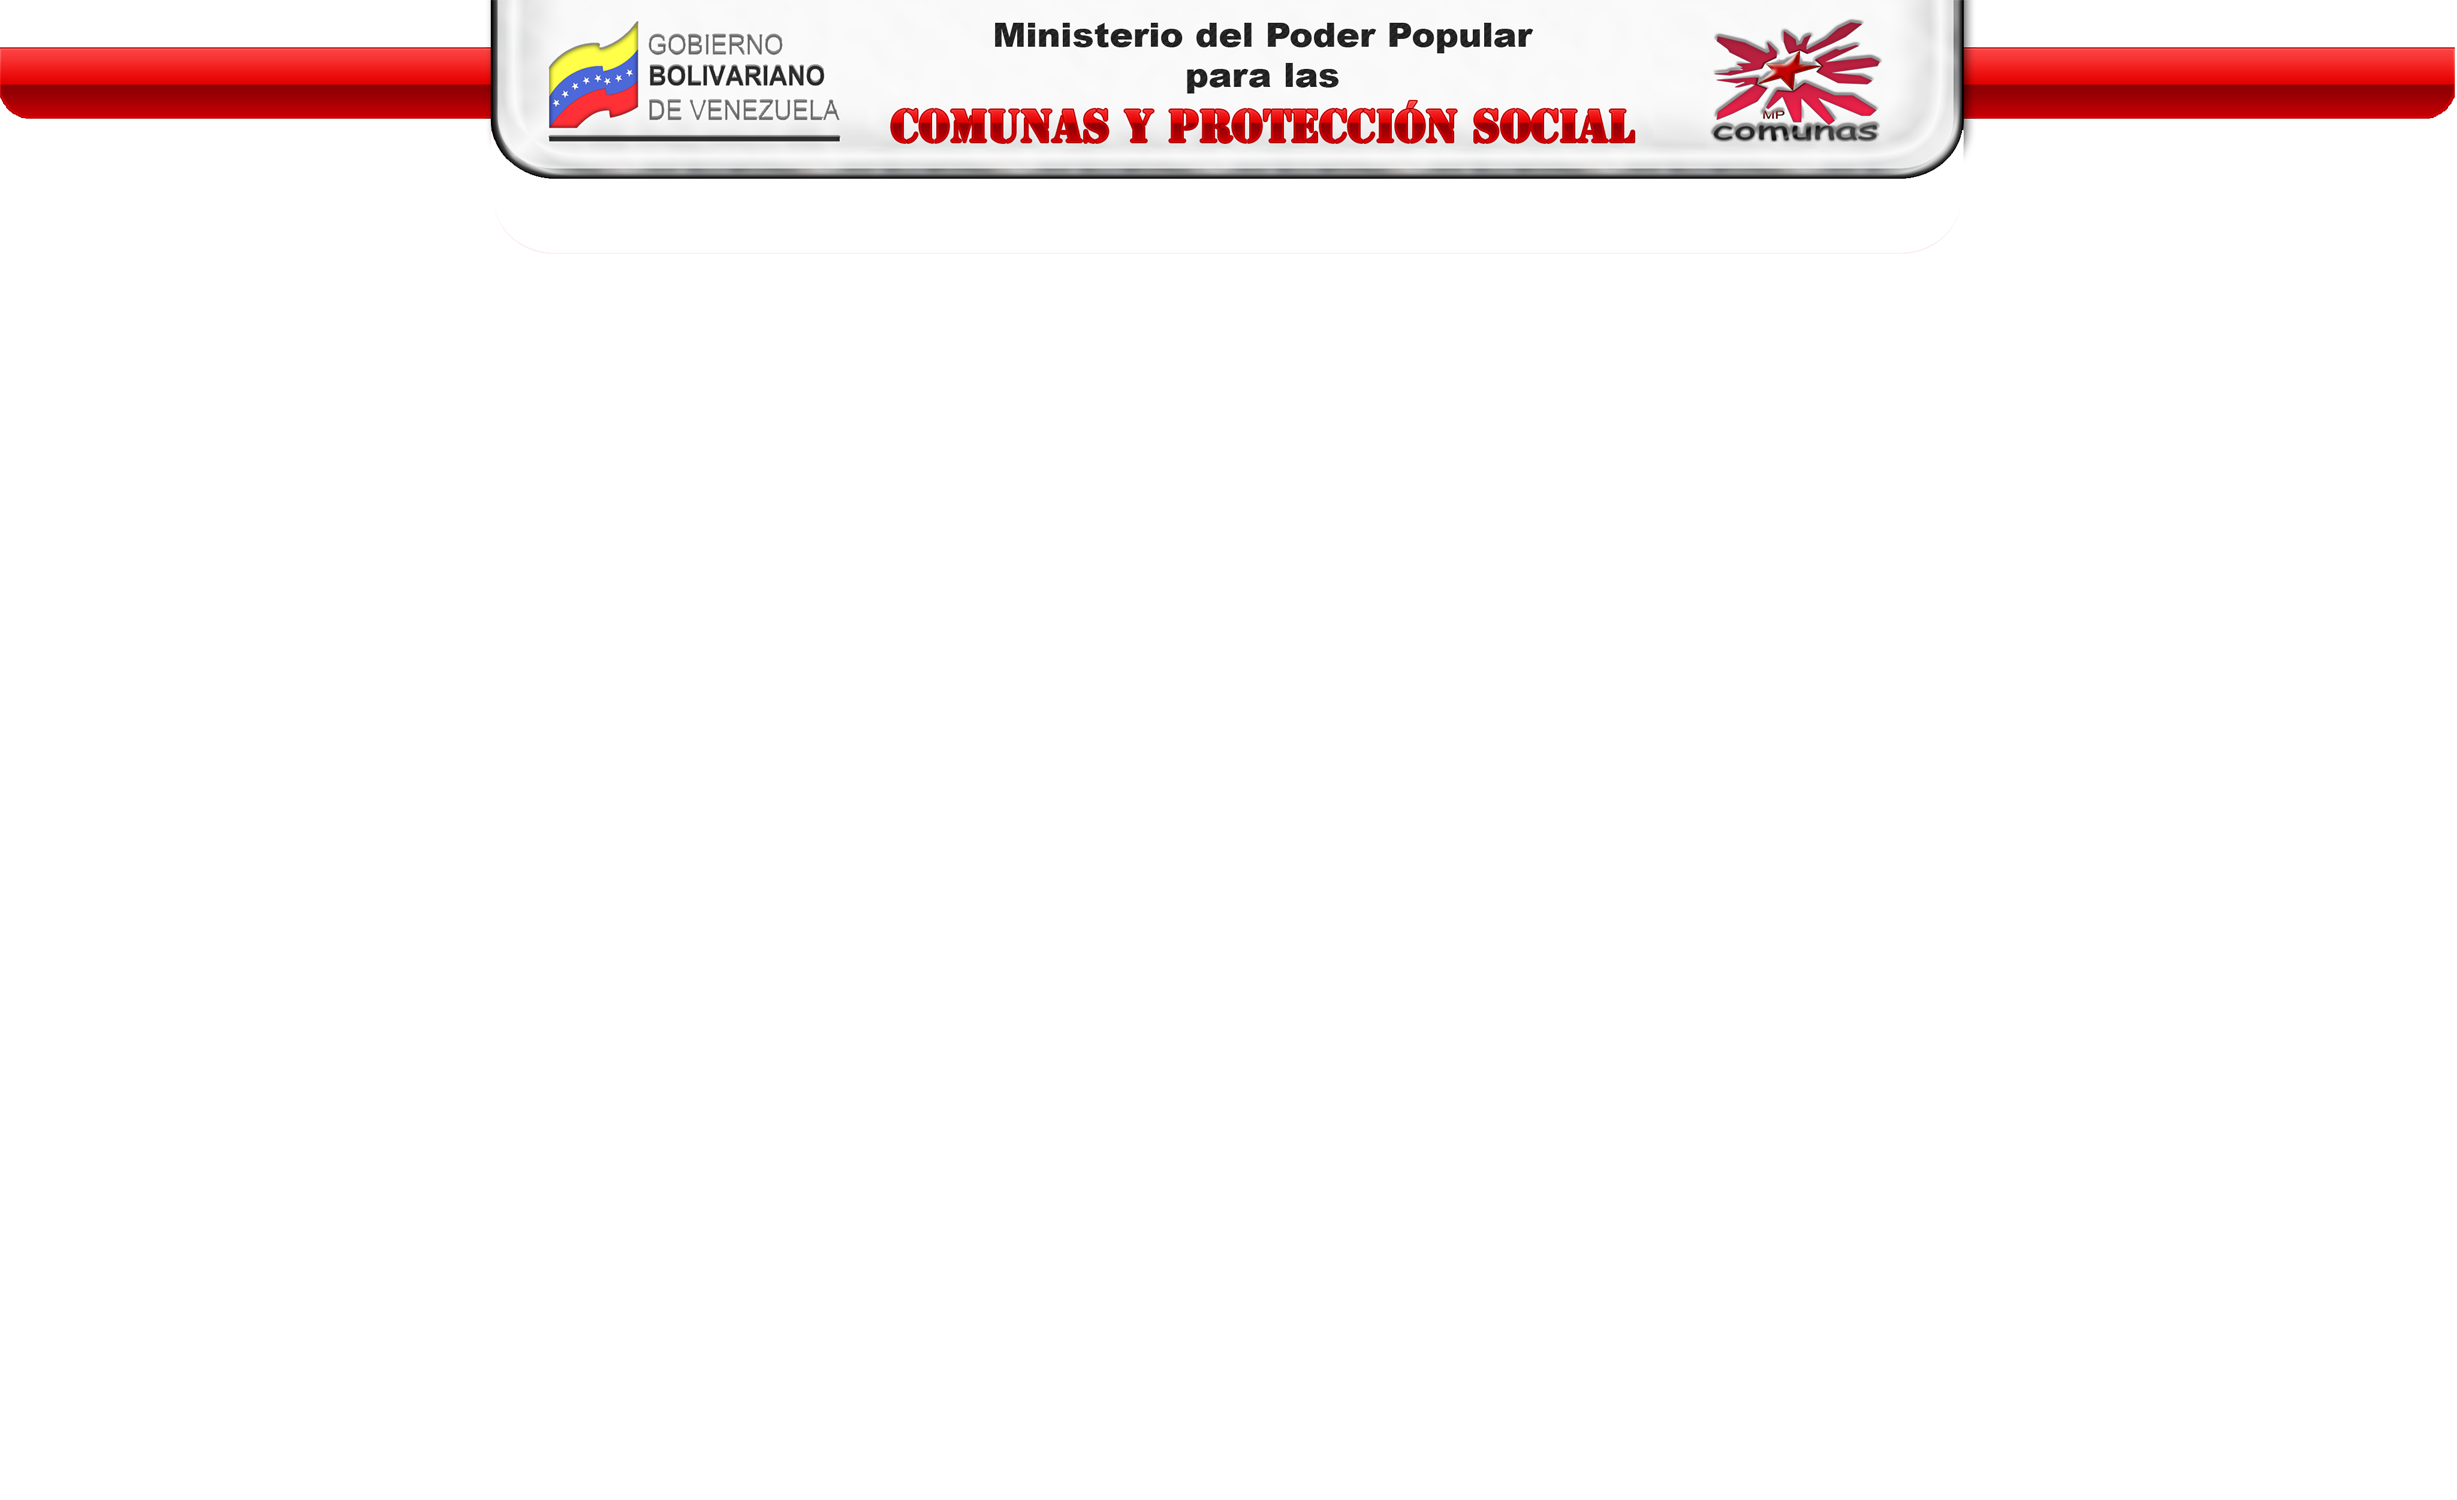 GOBIERNO
BOLIVARIANO
DE VENEZUELA
Ministerio del Poder Popular
para las
COMUNAS Y PROTECCIÓN SOCIAL
MP
comunas